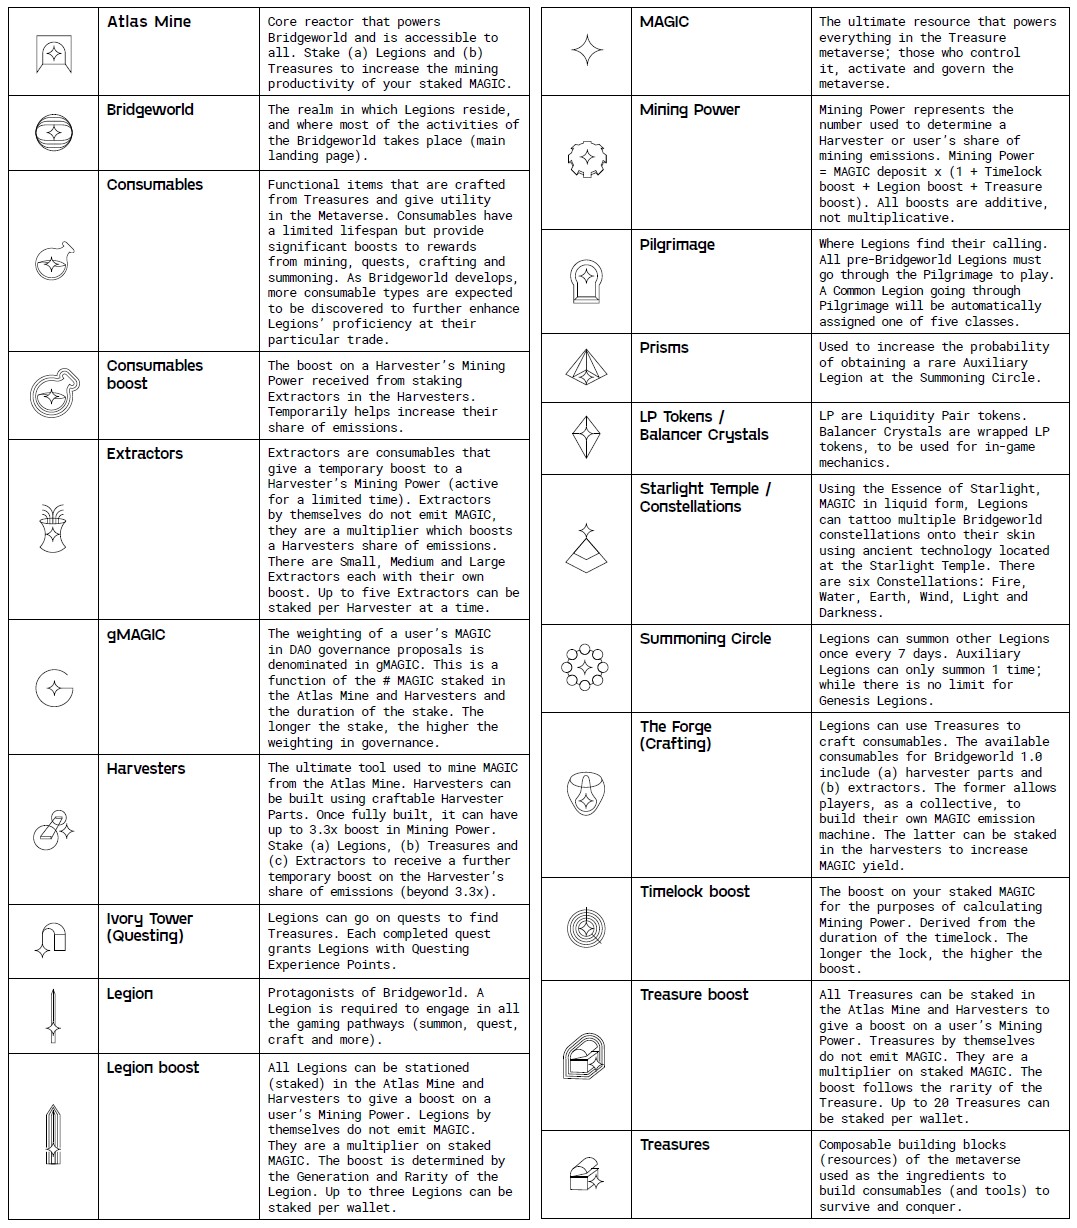 Atlas Mine
Core reactor that powers
Bridgeworld and is accessible to
all. Stake (a) Legions and (b)
Treasures to increase the mining
productivity of your staked MAGIC.
Bridgeworld
The realm in which Legions reside,
and where most of the activities of
the Bridgeworld takes place (main
landing page).
Consumables
Functional items that are crafted
from Treasures and give utility
in the Metaverse. Consumables have
a limited lifespan but provide
significant boosts to rewards
from mining, quests, crafting and
summoning. As Bridgeworld develops,
more consumable types are expected
to be discovered to further enhance
Legions’ proficiency at their
particular trade.
Consumables
boost
The boost on a Harvester’s Mining
Power received from staking
Extractors in the Harvesters.
Temporarily helps increase their
share of emissions.
Extractors
Extractors are consumables that
give a temporary boost to a
Harvester’s Mining Power (active
for a limited time). Extractors
by themselves do not emit MAGIC,
they are a multiplier which boosts
a Harvesters share of emissions.
There are Small, Medium and Large
Extractors each with their own
boost. Up to five Extractors can be
staked per Harvester at a time.
gMAGIC
The weighting of a user’s MAGIC
in DAO governance proposals is
denominated in gMAGIC. This is a
function of the # MAGIC staked in
the Atlas Mine and Harvesters and
the duration of the stake. The
longer the stake, the higher the
weighting in governance.
Harvesters
The ultimate tool used to mine MAGIC
from the Atlas Mine. Harvesters can
be built using craftable Harvester
Parts. Once fully built, it can have
up to 3.3x boost in Mining Power.
Stake (a) Legions, (b) Treasures and
(c) Extractors to receive a further
temporary boost on the Harvester’s
share of emissions (beyond 3.3x).
Ivory Tower
(Questing)
Legions can go on quests to find
Treasures. Each completed quest
grants Legions with Questing
Experience Points.
Legion
Protagonists of Bridgeworld. A
Legion is required to engage in all
the gaming pathways (summon, quest,
craft and more).
Legion boost
All Legions can be stationed
(staked) in the Atlas Mine and
Harvesters to give a boost on a
user’s Mining Power. Legions by
themselves do not emit MAGIC.
They are a multiplier on staked
MAGIC. The boost is determined by
the Generation and Rarity of the
Legion. Up to three Legions can be
staked per wallet.
MAGIC
The ultimate resource that powers
everything in the Treasure
metaverse; those who control
it, activate and govern the
metaverse.
Mining Power
Mining Power represents the
number used to determine a
Harvester or user’s share of
mining emissions. Mining Power
= MAGIC deposit x (1 + Timelock
boost + Legion boost + Treasure
boost). All boosts are additive,
not multiplicative.
Pilgrimage
Where Legions find their calling.
All pre-Bridgeworld Legions must
go through the Pilgrimage to play.
A Common Legion going through
Pilgrimage will be automatically
assigned one of five classes.
Prisms
Used to increase the probability
of obtaining a rare Auxiliary
Legion at the Summoning Circle.
LP Tokens /
Balancer Crystals
LP are Liquidity Pair tokens.
Balancer Crystals are wrapped LP
tokens, to be used for in-game
mechanics.
Starlight Temple /
Constellations
Using the Essence of Starlight,
MAGIC in liquid form, Legions
can tattoo multiple Bridgeworld
constellations onto their skin
using ancient technology located
at the Starlight Temple. There
are six Constellations: Fire,
Water, Earth, Wind, Light and
Darkness.
Summoning Circle
Legions can summon other Legions
once every 7 days. Auxiliary
Legions can only summon 1 time;
while there is no limit for
Genesis Legions.
The Forge
(Crafting)
Legions can use Treasures to
craft consumables. The available
consumables for Bridgeworld 1.0
include (a) harvester parts and
(b) extractors. The former allows
players, as a collective, to
build their own MAGIC emission
machine. The latter can be staked
in the harvesters to increase
MAGIC yield.
Timelock boost
The boost on your staked MAGIC
for the purposes of calculating
Mining Power. Derived from the
duration of the timelock. The
longer the lock, the higher the
boost.
Treasure boost
All Treasures can be staked in
the Atlas Mine and Harvesters to
give a boost on a user’s Mining
Power. Treasures by themselves
do not emit MAGIC. They are a
multiplier on staked MAGIC. The
boost follows the rarity of the
Treasure. Up to 20 Treasures can
be staked per wallet.
Treasures
Composable building blocks
(resources) of the metaverse
used as the ingredients to
build consumables (and tools) to
survive and conquer.